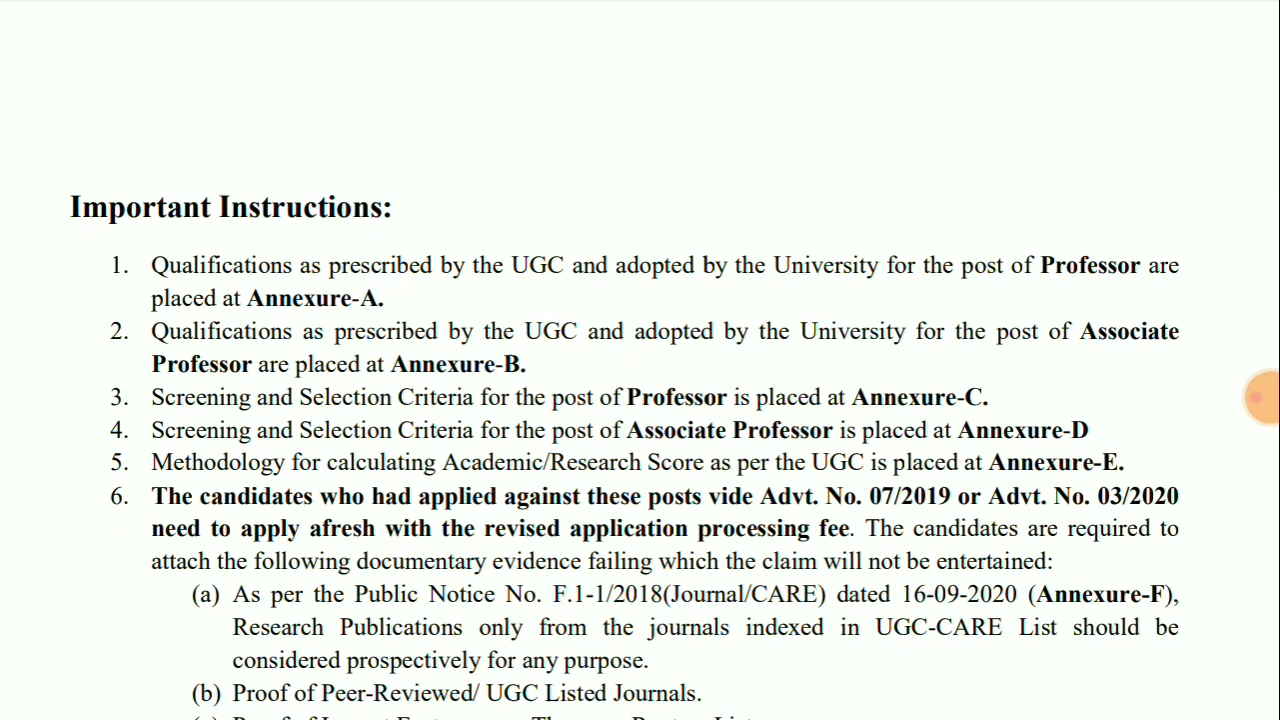 Important Instructions:
1. Qualifications as prescribed by the UGC and adopted by the University for the post of Professor are
placed at Annexure-A.
2. Qualifications as prescribed by the UGC and adopted by the University for the post of Associate
Professor are placed at Annexure-B.
3. Screening and Selection Criteria for the post of Professor is placed at Annexure-C.
4. Screening and Selection Criteria for the post of Associate Professor is placed at Annexure-D
5. Methodology for calculating Academic/Research Score as per the UGC is placed at Annexure-E.
6. The candidates who had applied against these posts vide Advt. No. 07/2019 or Advt. No. 03/2020
need to apply afresh with the revised application processing fee. The candidates are required to
attach the following documentary evidence failing which the claim will not be entertained:
(a) As per the Public Notice No. F.1-1/2018(Journal/CARE) dated 16-09-2020 (Annexure-F),
Research Publications only from the journals indexed in UGC-CARE List should be
considered prospectively for any purpose.
(b) Proof of Peer-Reviewed/ UGC Listed Journals.